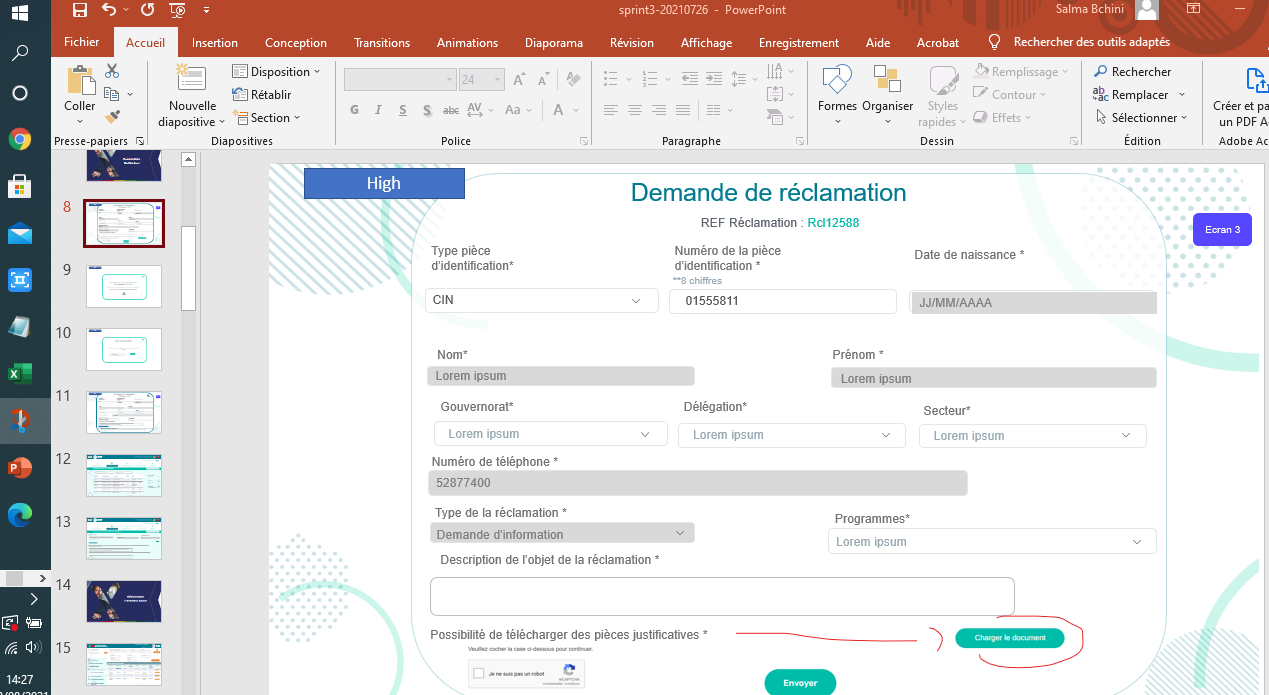 sprint3-20210726 - PowerPoint
Salma Bchini
Fichier
Accueil
Insertion
Conception
Transitions
Animations
Diaporama
Révision
Affichage
Enregistrement
Aide
Acrobat
Rechercher des outils adaptés
Coller
Nouvelle
diapositive
Disposition
Rétablir
Section
24
G I S S abc AV Aa A
Formes
Organiser
Styles
rapides
Remplissage
Contour
Effets
Rechercher
Remplacer
Sélectionner
Créer et pa
un PDF A
Presse-papiers
Diapositives
Police
Paragraphe
Dessin
Édition
Adobe Ac
8
9
10
11
12
13
14
15
High
Demande de réclamation
REF Réclamation : Rcl12588
Ecran 3
Type pièce
d'identification*
Numéro de la pièce
d'identification *
**8 chiffres
Date de naissance *
CIN
01555811
JJ/MM/AAAA
Nom*
Prénom *
Lorem ipsum
Lorem ipsum
Gouvernorat*
Délégation*
Secteur*
Lorem ipsum
Lorem ipsum
Lorem ipsum
Numéro de téléphone *
52877400
Type de la réclamation *
Programmes*
Demande d'information
Lorem ipsum
Description de l'objet de la réclamation *
Possibilité de télécharger des pièces justificatives *
Charger le document
Veuillez cocher la case ci-dessous pour continuer.
Je ne suis pas un robot
reCAPTCHA
Envoyer
14:27